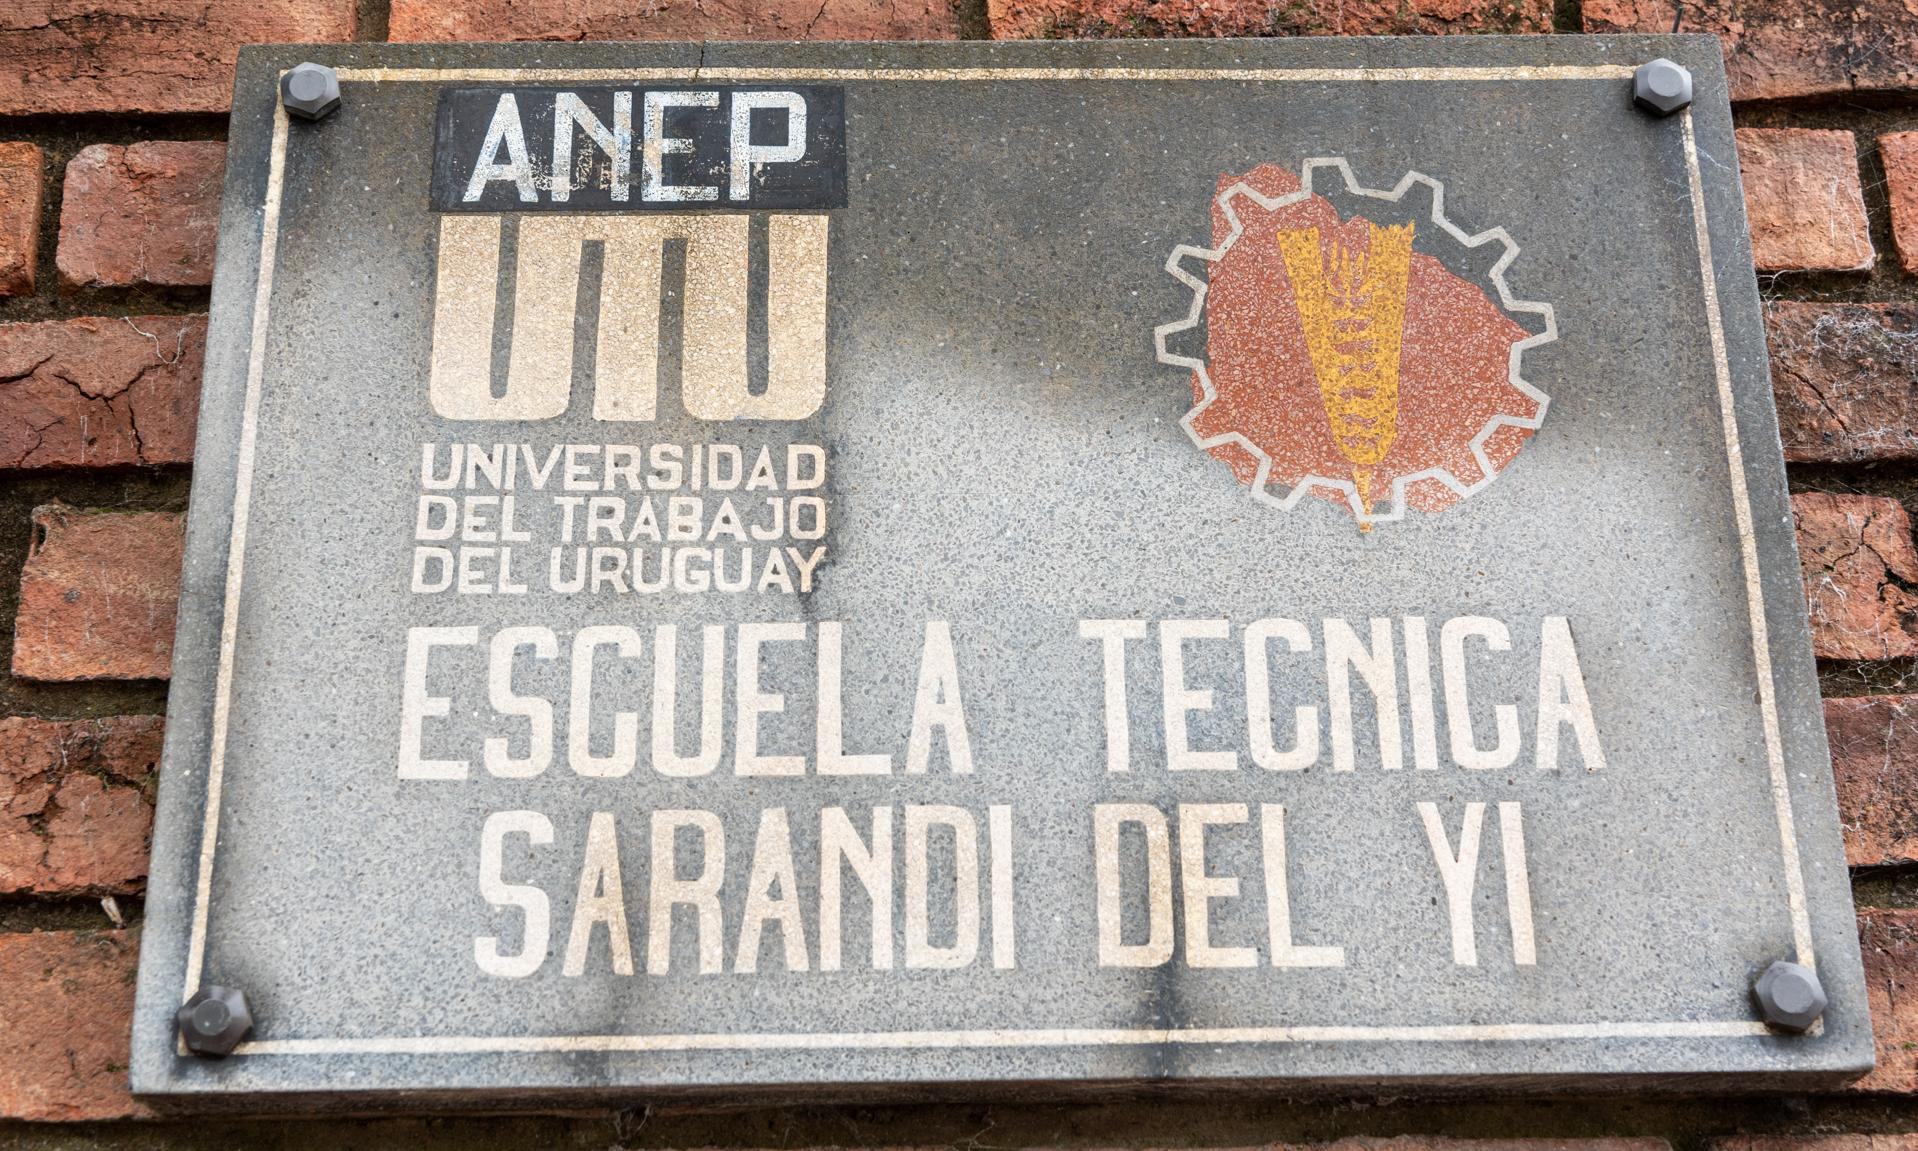 ANEP
UTU
UNIVERSIDAD
DEL TRABAJO
DEL URUGUAY
ESCUELA TECNICA
SARANDI DEL YI